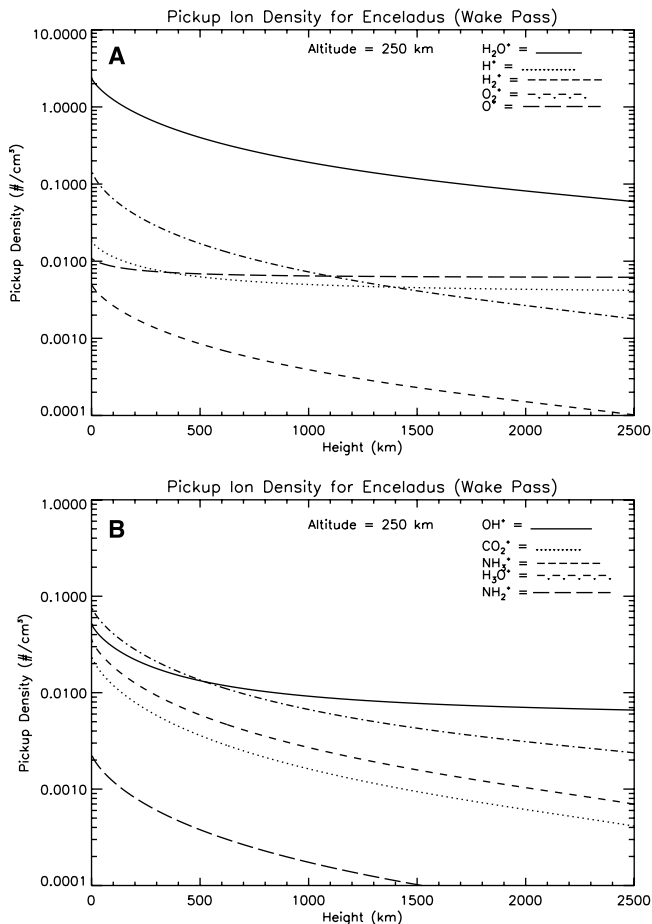 Pickup Ion Density for Enceladus (Wake Pass)
A
Altitude = 250 km
H₂O⁺ =
H⁺ =
H₂⁺ =
O₂⁺ =
O⁺ =
Pickup Density (#/cm³)
10.0000
1.0000
0.1000
0.0100
0.0010
0.0001
0 500 1000 1500 2000 2500
Height (km)
Pickup Ion Density for Enceladus (Wake Pass)
B
Altitude = 250 km
OH⁺ =
CO₂⁺ =
NH₃⁺ =
H₃O⁺ =
NH₂⁺ =
Pickup Density (#/cm³)
1.0000
0.1000
0.0100
0.0010
0.0001
0 500 1000 1500 2000 2500
Height (km)